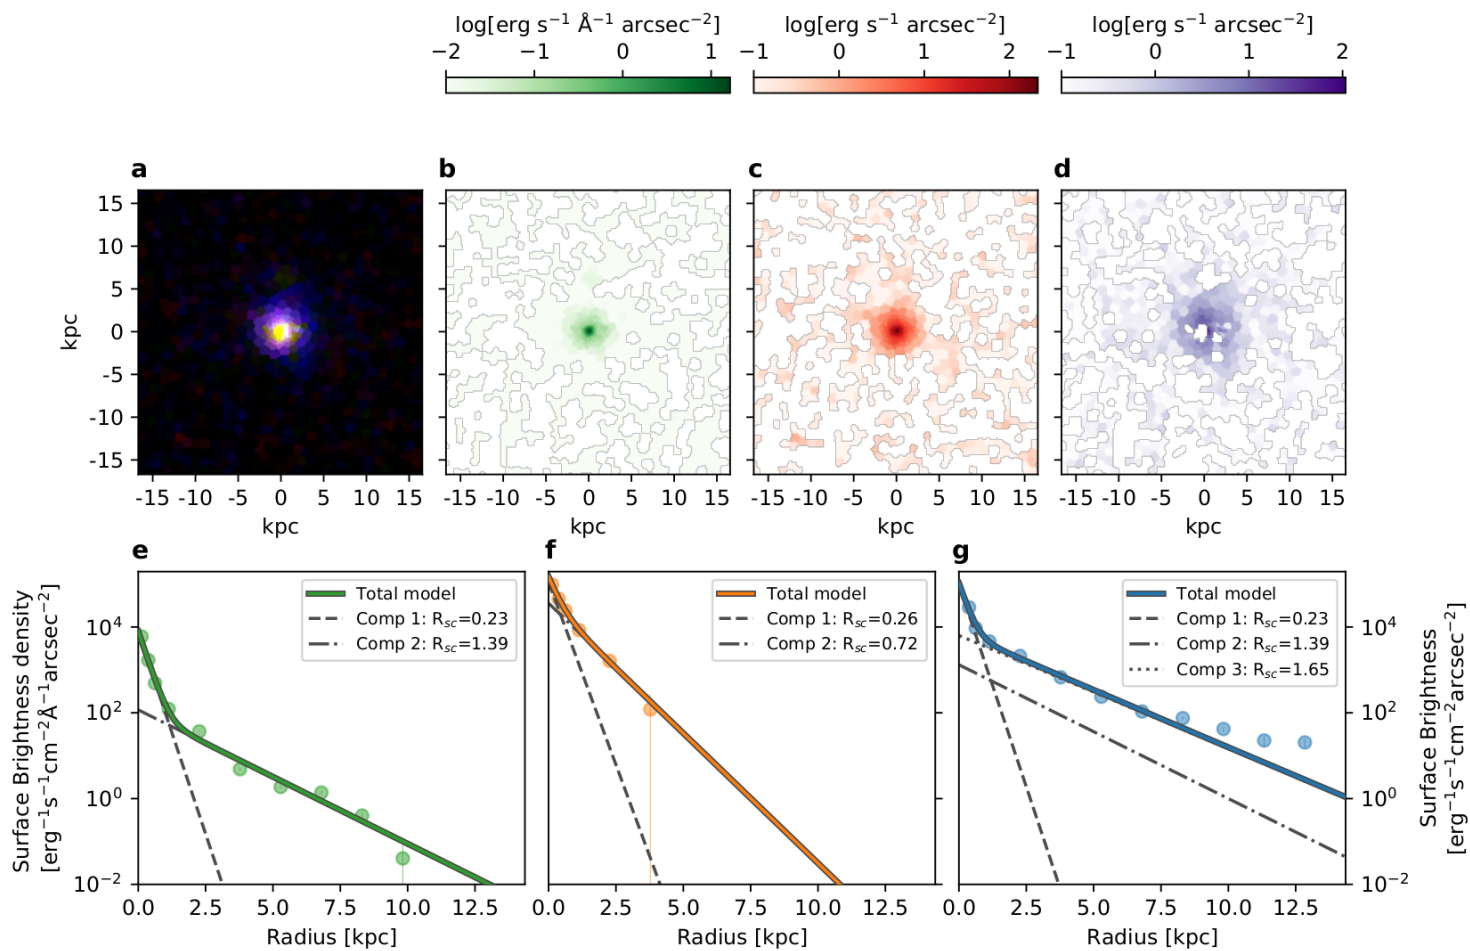 log[erg s⁻¹ Å⁻¹ arcsec⁻²] log[erg s⁻¹ arcsec⁻²] log[erg s⁻¹ arcsec⁻²]
−2 −1 0 1 −1 0 1 2 −1 0 1 2
a b c d
15
10
5
0
-5
-10
-15
kpc
-15 -10 -5 0 5 10 15 -15 -10 -5 0 5 10 15 -15 -10 -5 0 5 10 15 -15 -10 -5 0 5 10 15
kpc kpc kpc kpc
e
Surface Brightness density
[erg⁻¹s⁻¹cm⁻²Å⁻¹arcsec⁻²]
10⁴
10²
10⁰
10⁻²
Total model
Comp 1: Rsc=0.23
Comp 2: Rsc=1.39
0.0 2.5 5.0 7.5 10.0 12.5
Radius [kpc]
f
Total model
Comp 1: Rsc=0.26
Comp 2: Rsc=0.72
0.0 2.5 5.0 7.5 10.0 12.5
Radius [kpc]
g
Total model
Comp 1: Rsc=0.23
Comp 2: Rsc=1.39
Comp 3: Rsc=1.65
10⁴
10²
10⁰
10⁻²
Surface Brightness
[erg⁻¹s⁻¹cm⁻²arcsec⁻²]
0.0 2.5 5.0 7.5 10.0 12.5
Radius [kpc]